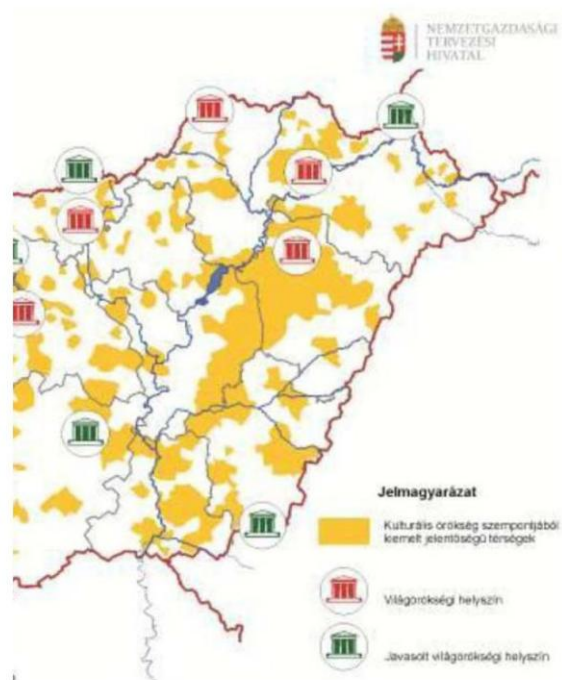 NEMZETGAZDASÁGI
TERVEZÉSI
HIVATAL
Jelmagyarázat
Kulturális örökség szempontjából
kiemelt jelentőségű térségek
Világörökségi helyszín
Javasolt világörökségi helyszín